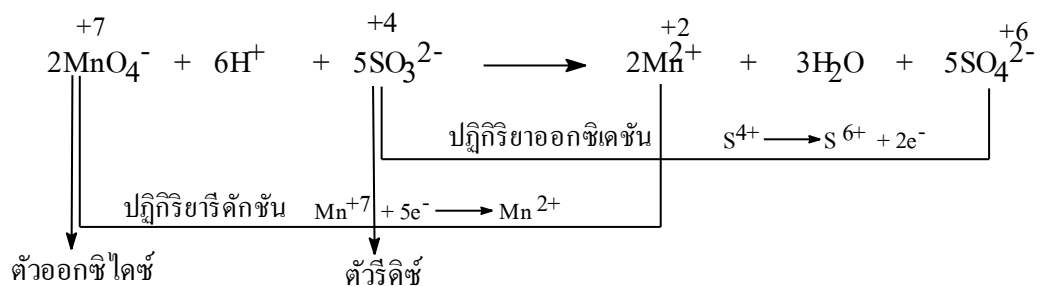 +7 +4 +2 +6
2MnO₄⁻ + 6H⁺ + 5SO₃²⁻ ⟶ 2Mn²⁺ + 3H₂O + 5SO₄²⁻
ปฏิกิริยาออกซิเดชัน S⁴⁺ ⟶ S⁶⁺ + 2e⁻
ปฏิกิริยารีดักชัน Mn⁺⁷ + 5e⁻ ⟶ Mn²⁺
ตัวออกซิไดซ์ ตัวรีดิซ์